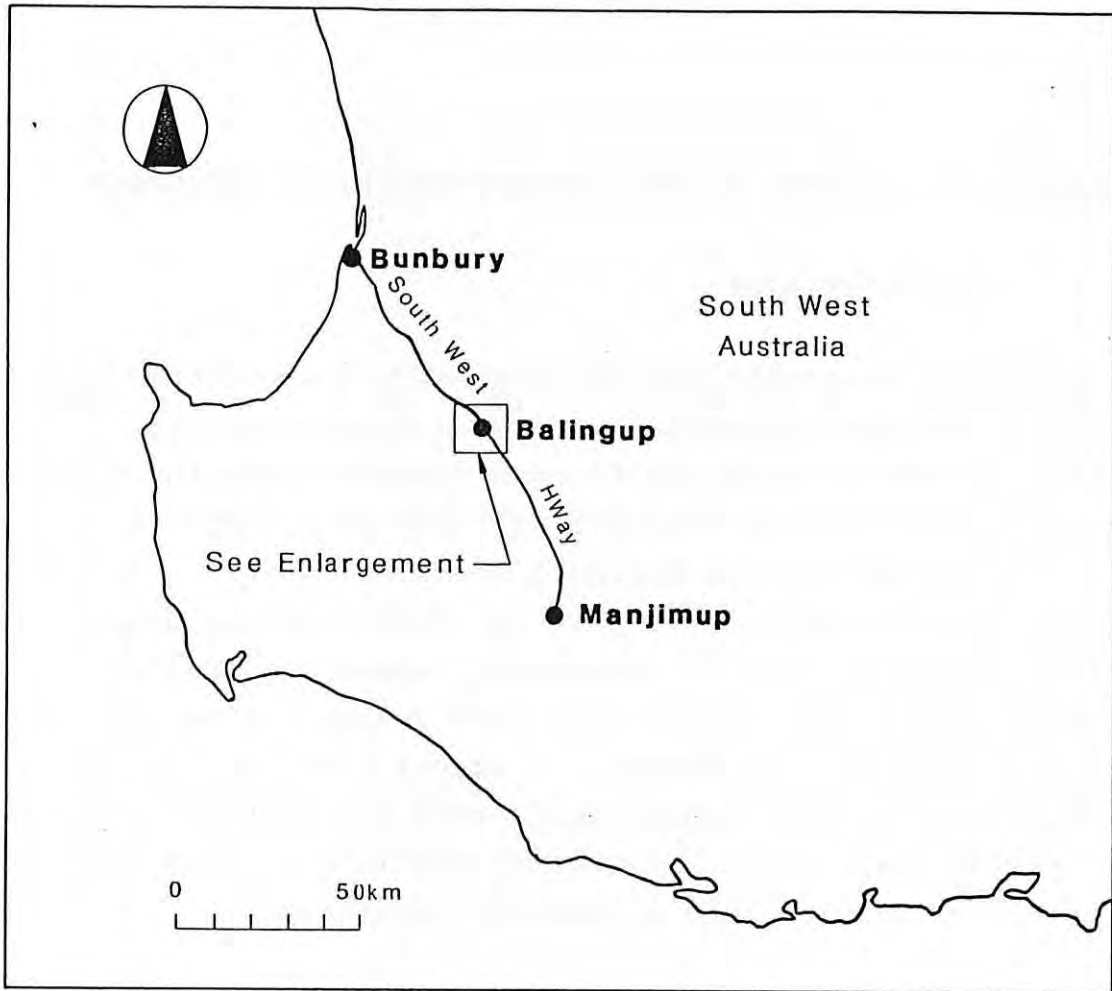 Bunbury
South West
South West
Australia
Balingup
HWay
See Enlargement
Manjimup
0 50km